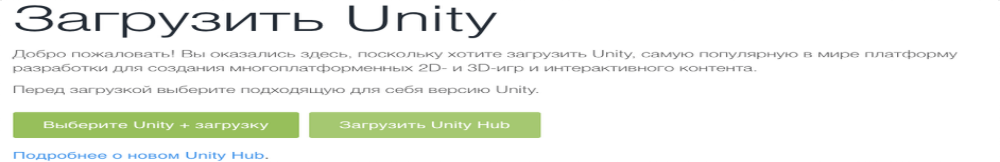 Загрузить Unity
Добро пожаловать! Вы оказались здесь, поскольку хотите загрузить Unity, самую популярную в мире платформу
разработки для создания многоплатформенных 2D- и 3D-игр и интерактивного контента.
Перед загрузкой выберите подходящую для себя версию Unity.
Выберите Unity + загрузку
Загрузить Unity Hub
Подробнее о новом Unity Hub.